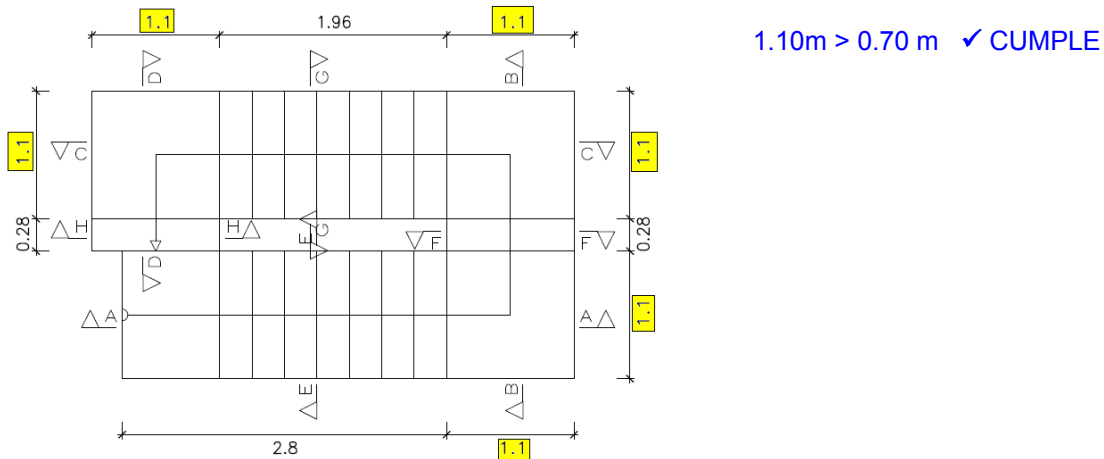 1.1 1.96 1.1
1.10m > 0.70 m ✓ CUMPLE
D G B
1.1 C C 1.1
0.28 H H E G F F 0.28
D
A A 1.1
E B
2.8 1.1